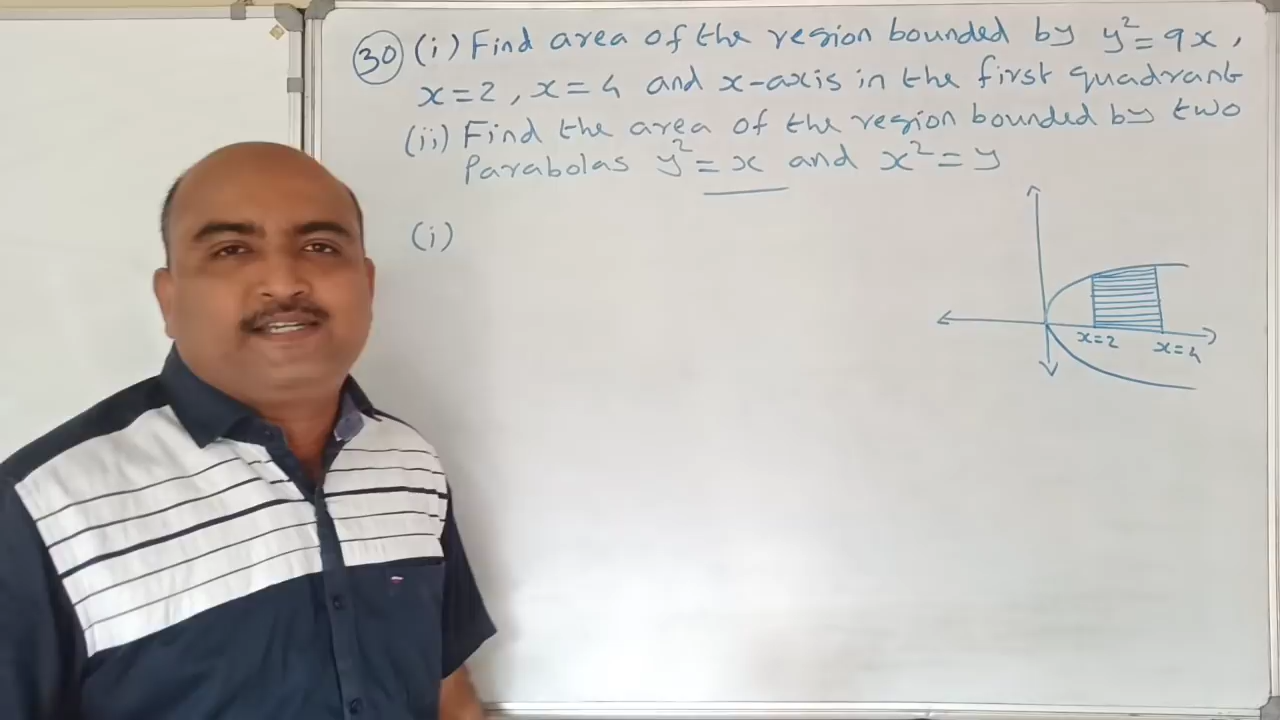 30 (i) Find area of the region bounded by y² = 9x,
x=2, x=4 and x-axis in the first quadrant
(ii) Find the area of the region bounded by two
Parabolas y² = x and x² = y
(i)
x=2
x=4